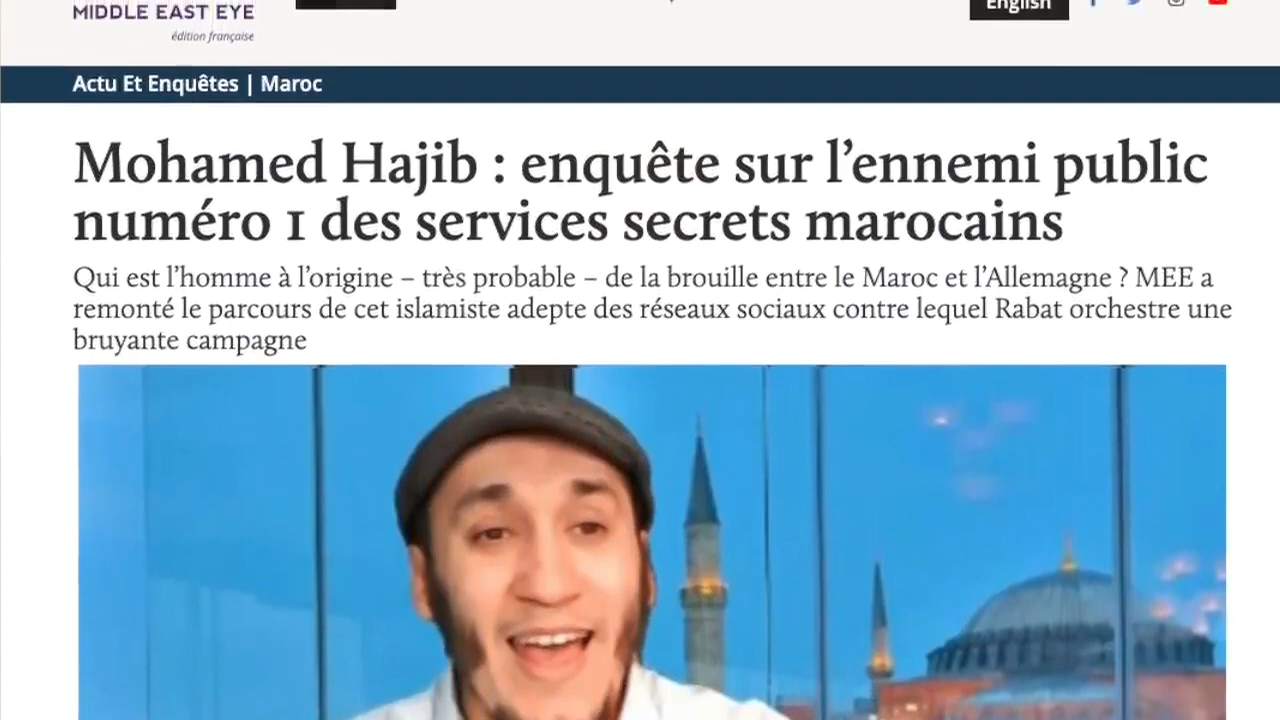 MIDDLE EAST EYE
édition française
English
Actu Et Enquêtes | Maroc
Mohamed Hajib : enquête sur l’ennemi public
numéro 1 des services secrets marocains
Qui est l’homme à l’origine – très probable – de la brouille entre le Maroc et l’Allemagne ? MEE a
remonté le parcours de cet islamiste adepte des réseaux sociaux contre lequel Rabat orchestre une
bruyante campagne